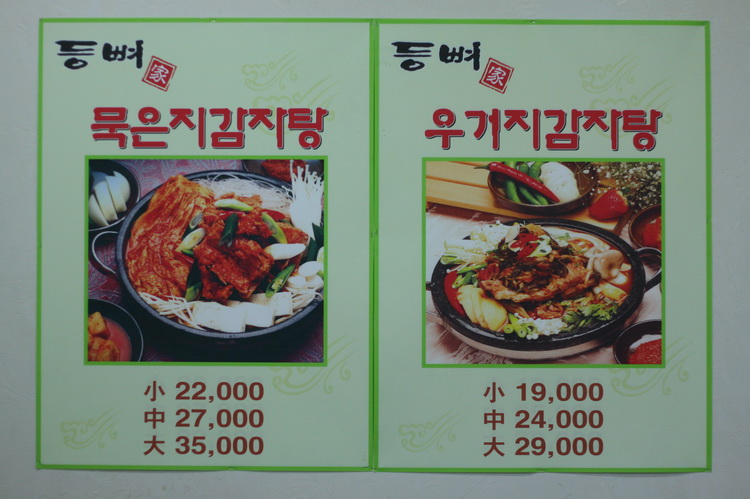 등뼈 家
묵은지감자탕
小 22,000
中 27,000
大 35,000
등뼈 家
우거지감자탕
小 19,000
中 24,000
大 29,000